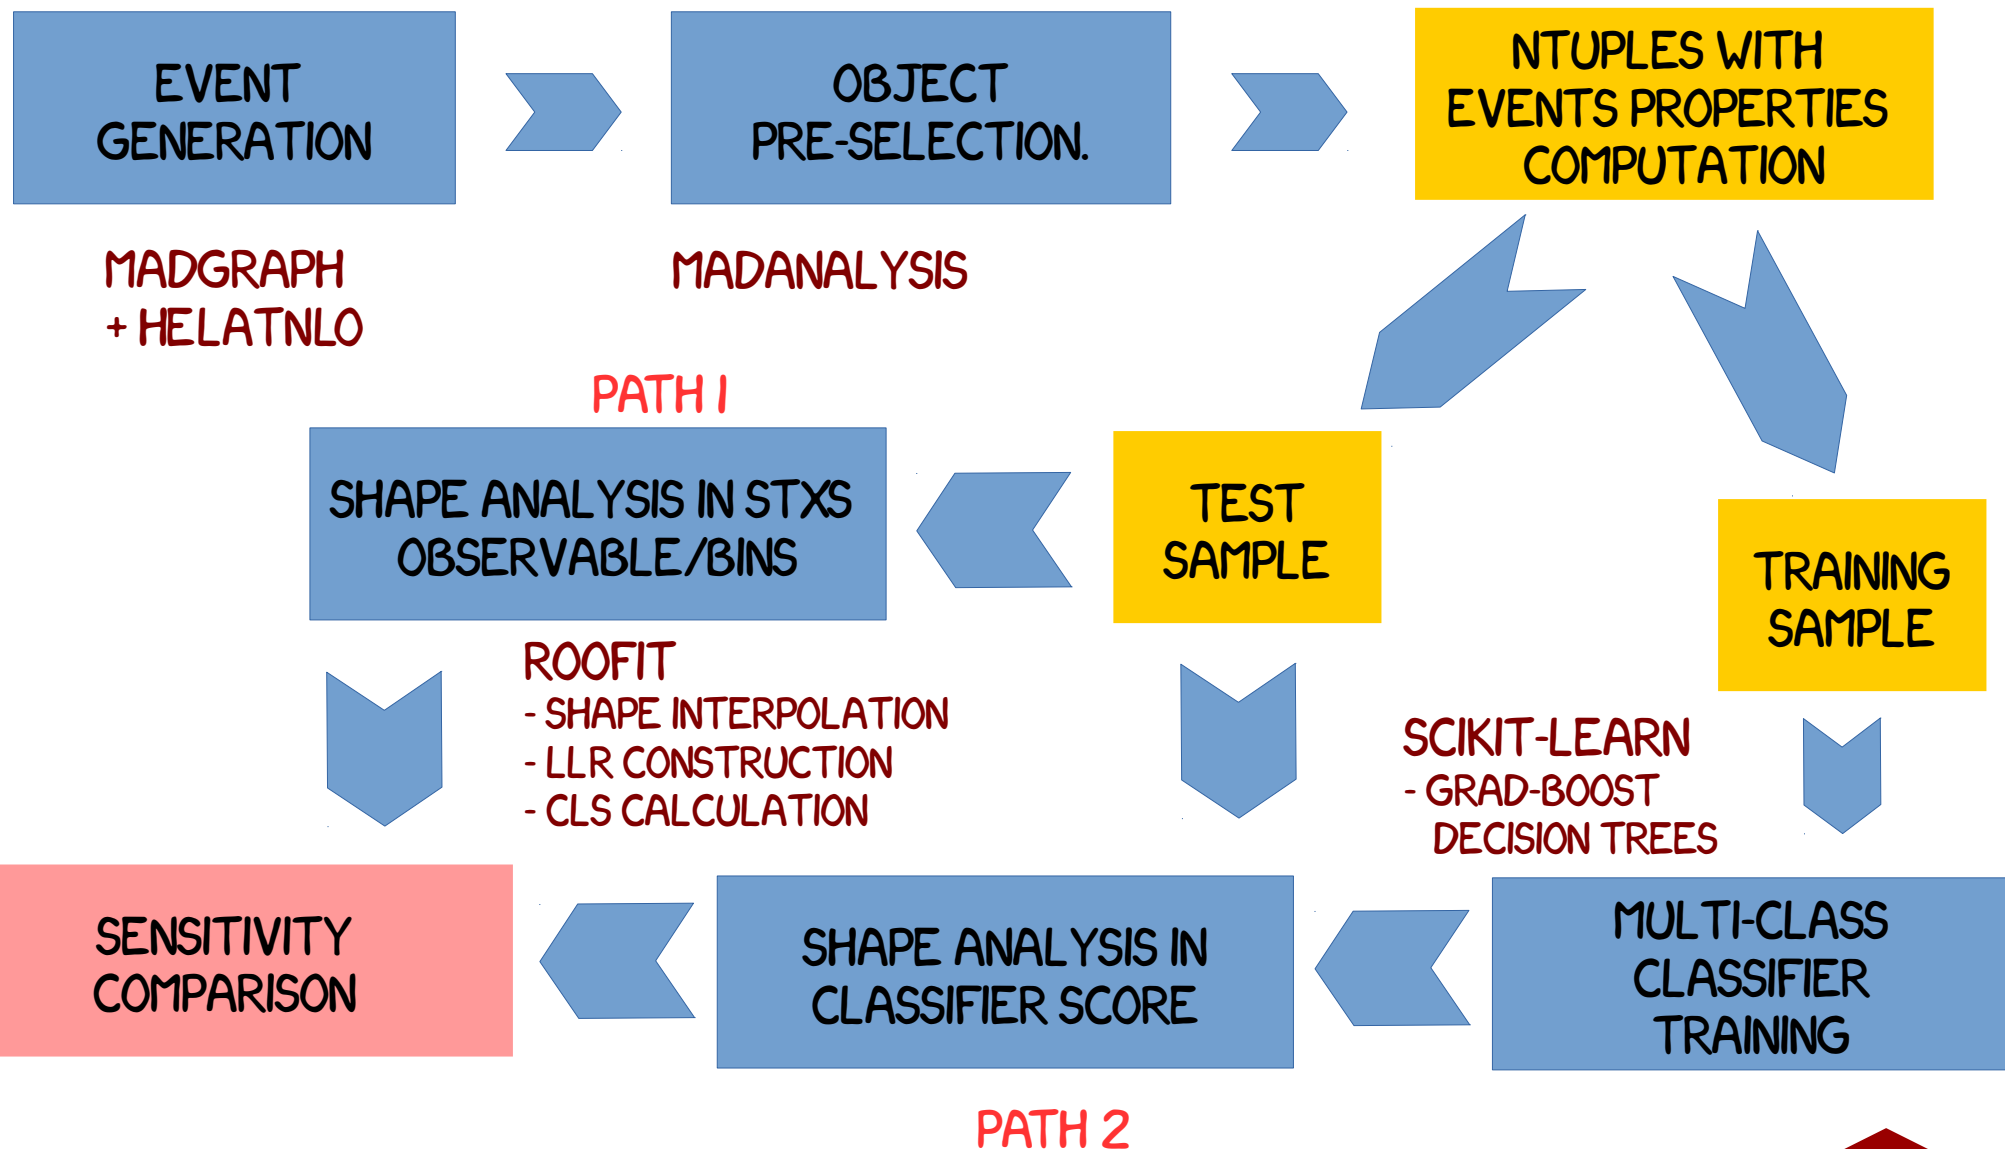 EVENT
GENERATION
OBJECT
PRE-SELECTION.
NTUPLES WITH
EVENTS PROPERTIES
COMPUTATION
MADGRAPH
+ HELATNLO
MADANALYSIS
PATH 1
SHAPE ANALYSIS IN STXS
OBSERVABLE/BINS
TEST
SAMPLE
TRAINING
SAMPLE
ROOFIT
- SHAPE INTERPOLATION
- LLR CONSTRUCTION
- CLS CALCULATION
SCIKIT-LEARN
- GRAD-BOOST
DECISION TREES
SENSITIVITY
COMPARISON
SHAPE ANALYSIS IN
CLASSIFIER SCORE
MULTI-CLASS
CLASSIFIER
TRAINING
PATH 2